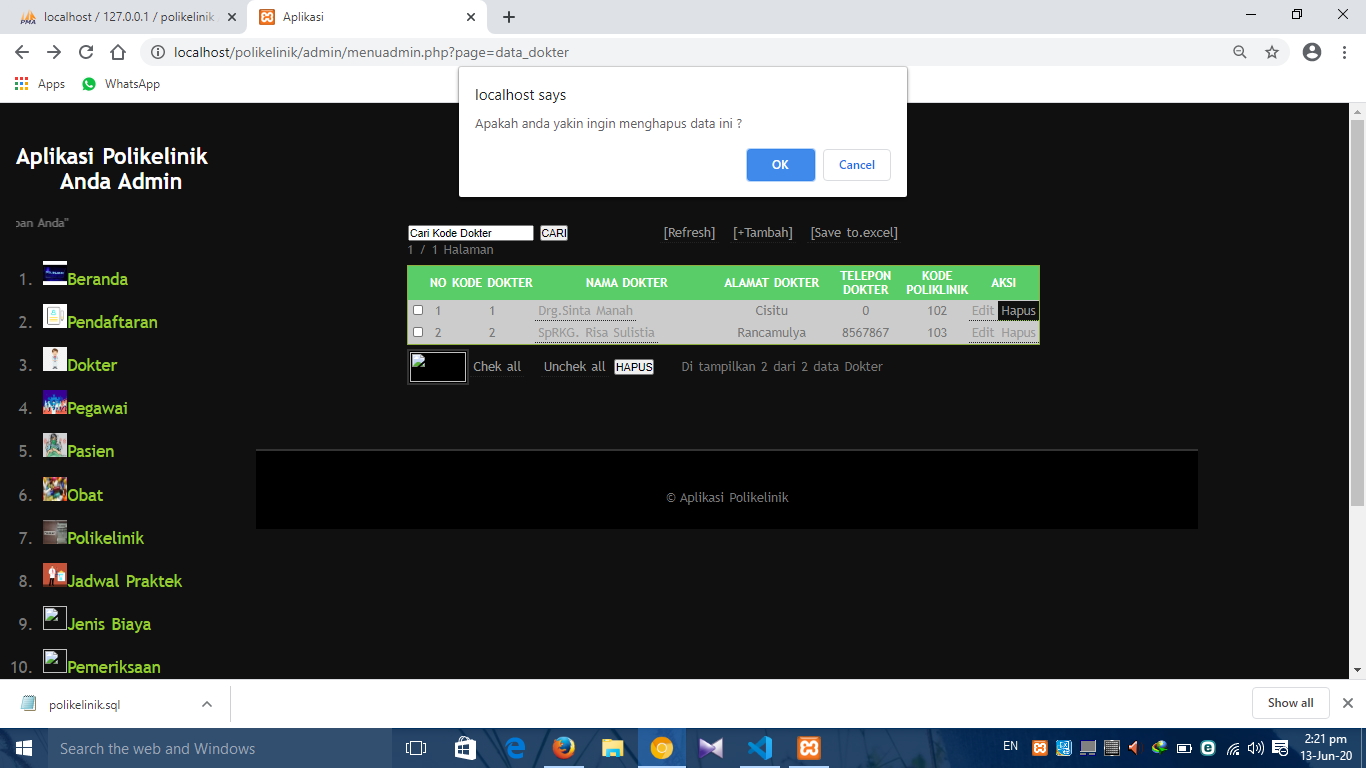 localhost / 127.0.0.1 / polikelinik
Aplikasi
localhost/polikelinik/admin/menuadmin.php?page=data_dokter
Apps
WhatsApp
localhost says
Apakah anda yakin ingin menghapus data ini ?
OK
Cancel
Aplikasi Polikelinik
Anda Admin
Anda"
1. Beranda
2. Pendaftaran
3. Dokter
4. Pegawai
5. Pasien
6. Obat
7. Polikelinik
8. Jadwal Praktek
9. Jenis Biaya
10. Pemeriksaan
Cari Kode Dokter CARI [Refresh] [+Tambah] [Save to.excel]
1 / 1 Halaman
NO KODE DOKTER NAMA DOKTER ALAMAT DOKTER TELEPON DOKTER KODE POLIKLINIK AKSI
1 1 Drg.Sinta Manah Cisitu 0 102 Edit Hapus
2 2 SpRKG. Risa Sulistia Rancamulya 8567867 103 Edit Hapus
Chek all Unchek all HAPUS Di tampilkan 2 dari 2 data Dokter
© Aplikasi Polikelinik
polikelinik.sql
Show all
Search the web and Windows
EN
2:21 pm
13-Jun-20